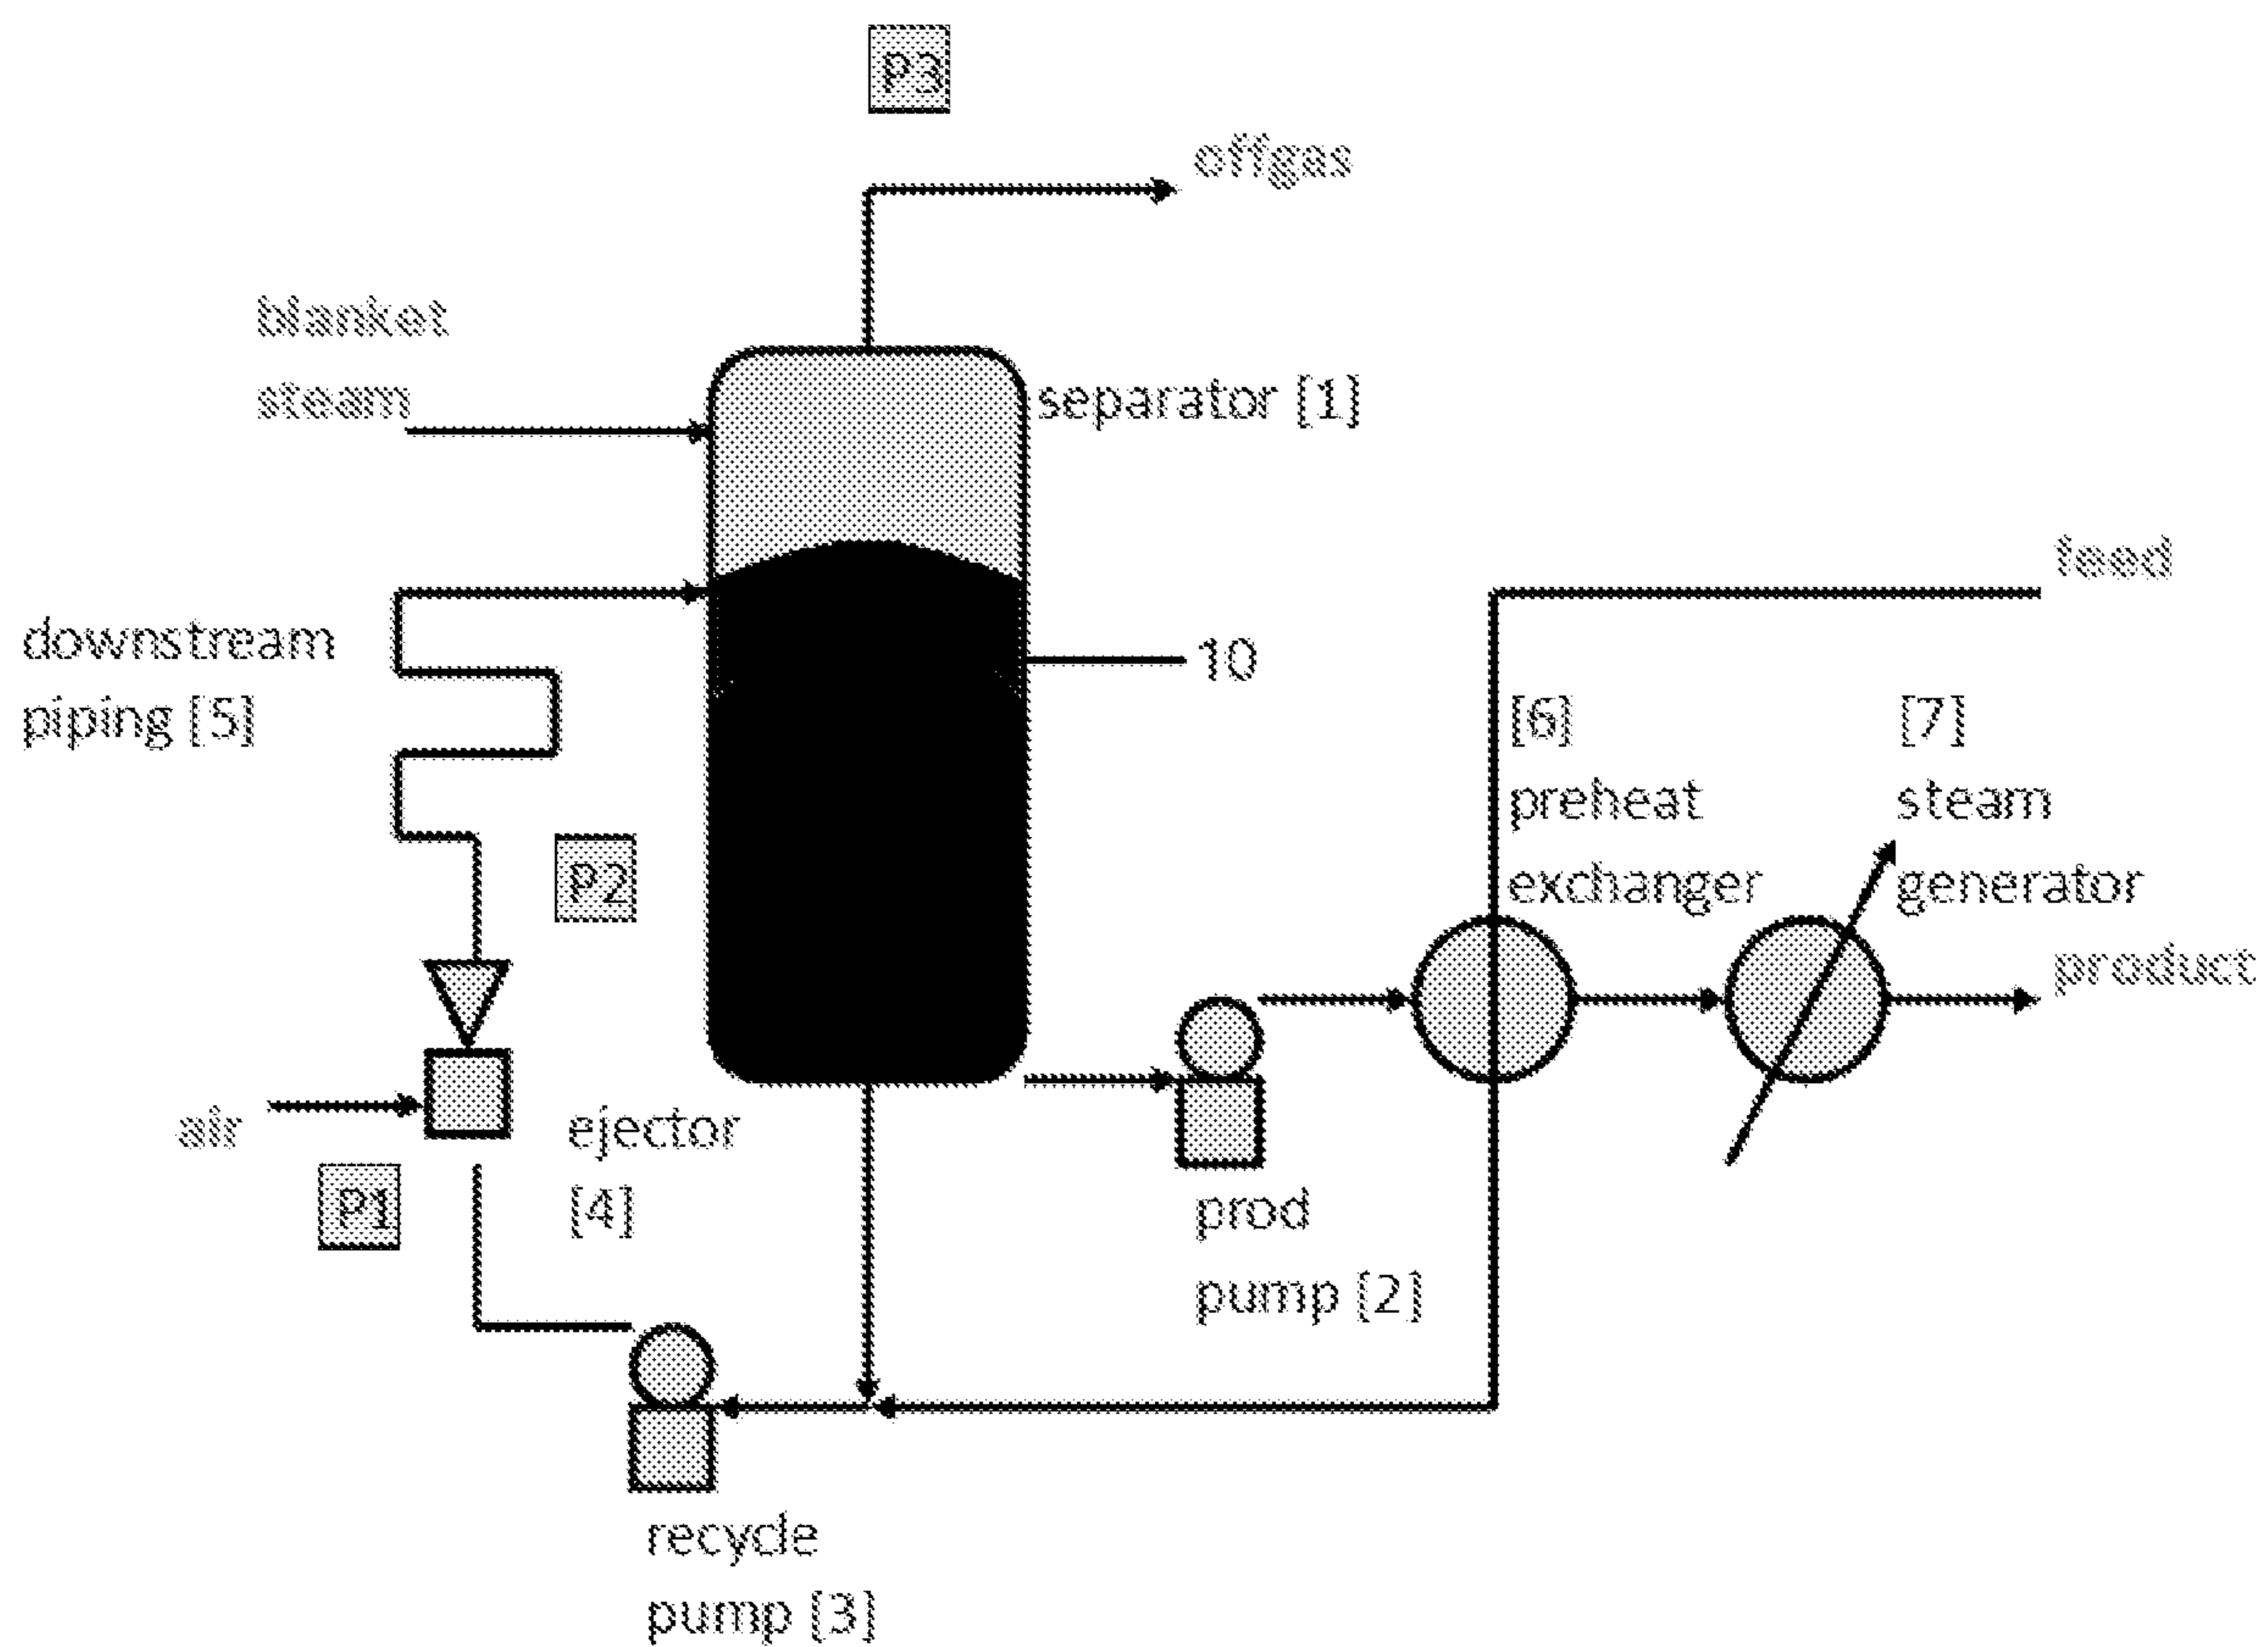 P3
offgas
blanket
steam
separator [1]
feed
downstream
piping [5]
10
[6]
preheat
exchanger
[7]
steam
generator
P2
product
air
ejector
[4]
P1
prod
pump [2]
recycle
pump [3]